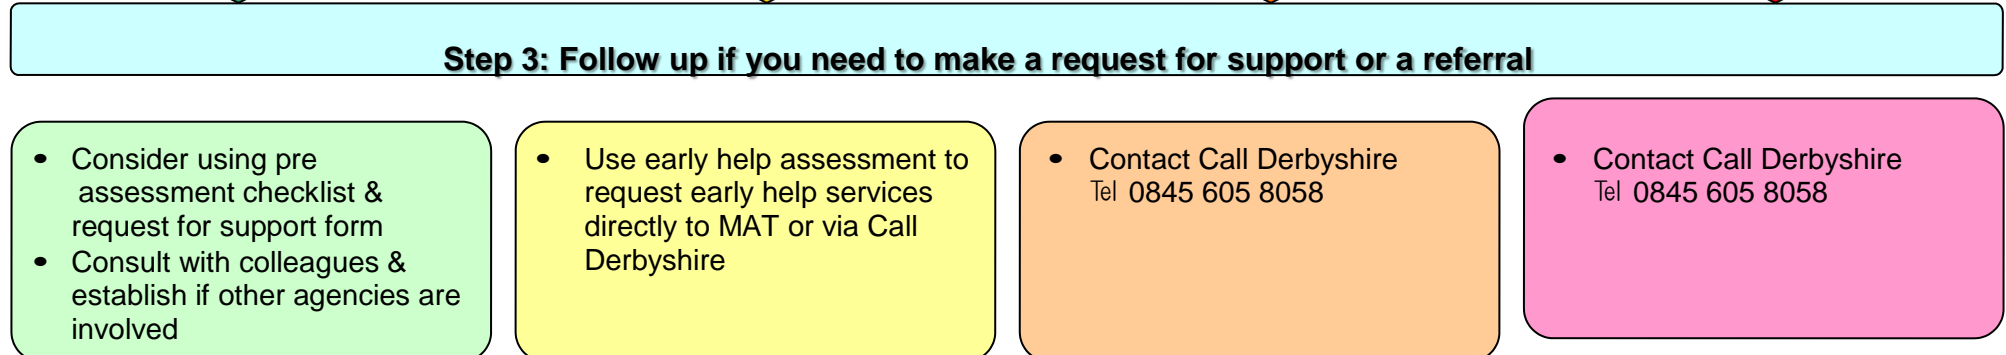 Step 3: Follow up if you need to make a request for support or a referral
• Consider using pre
assessment checklist &
request for support form
• Consult with colleagues &
establish if other agencies are
involved
• Use early help assessment to
request early help services
directly to MAT or via Call
Derbyshire
• Contact Call Derbyshire
Tel 0845 605 8058
• Contact Call Derbyshire
Tel 0845 605 8058